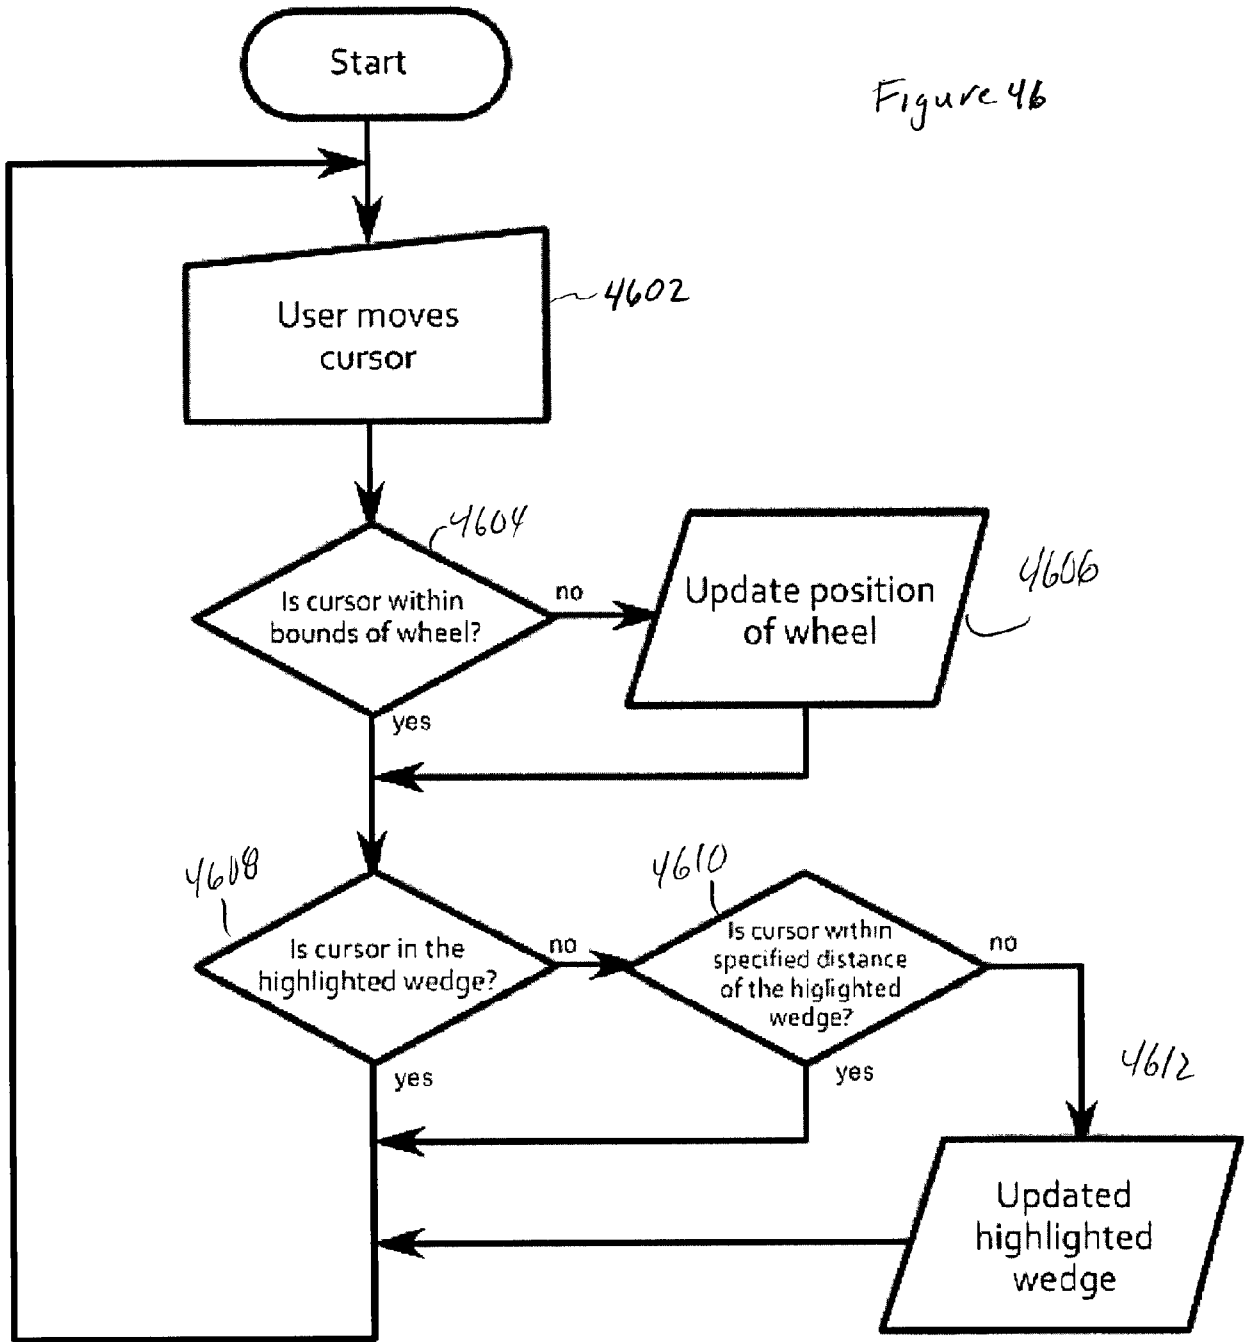 Start
Figure 46
User moves
cursor
4602
4604
Is cursor within
bounds of wheel?
no
Update position
of wheel
4606
yes
4608
Is cursor in the
highlighted wedge?
no
4610
Is cursor within
specified distance
of the higlighted
wedge?
no
yes
yes
4612
Updated
highlighted
wedge